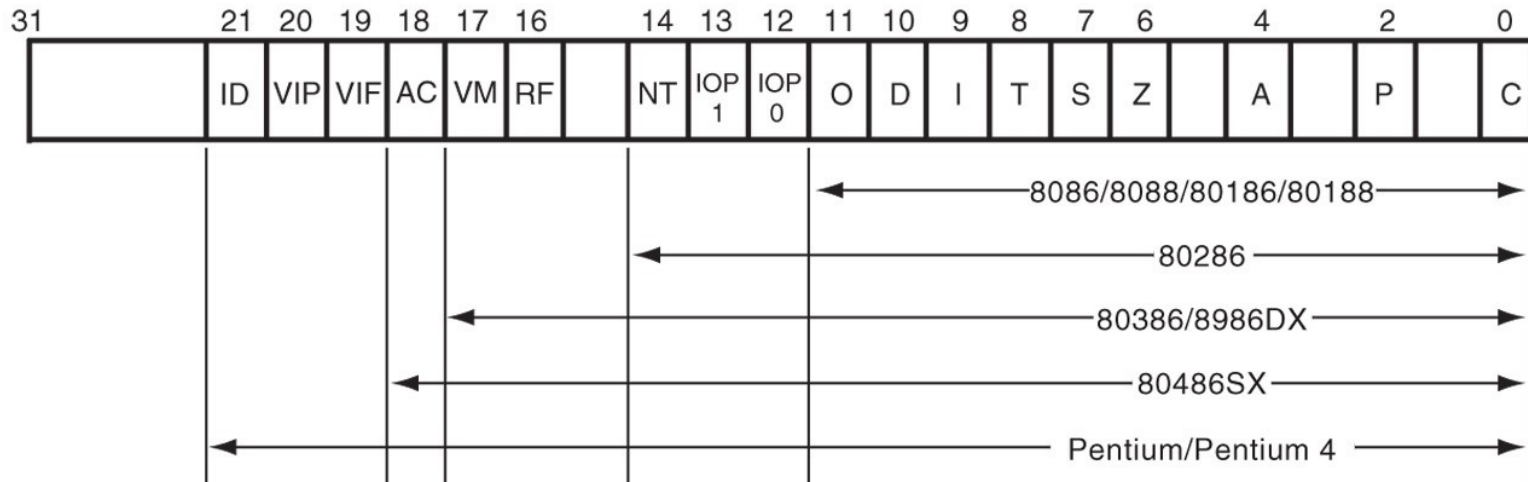 31 21 20 19 18 17 16 14 13 12 11 10 9 8 7 6 4 2 0
ID VIP VIF AC VM RF NT IOP 1 IOP 0 O D I T S Z A P C
8086/8088/80186/80188
80286
80386/8986DX
80486SX
Pentium/Pentium 4